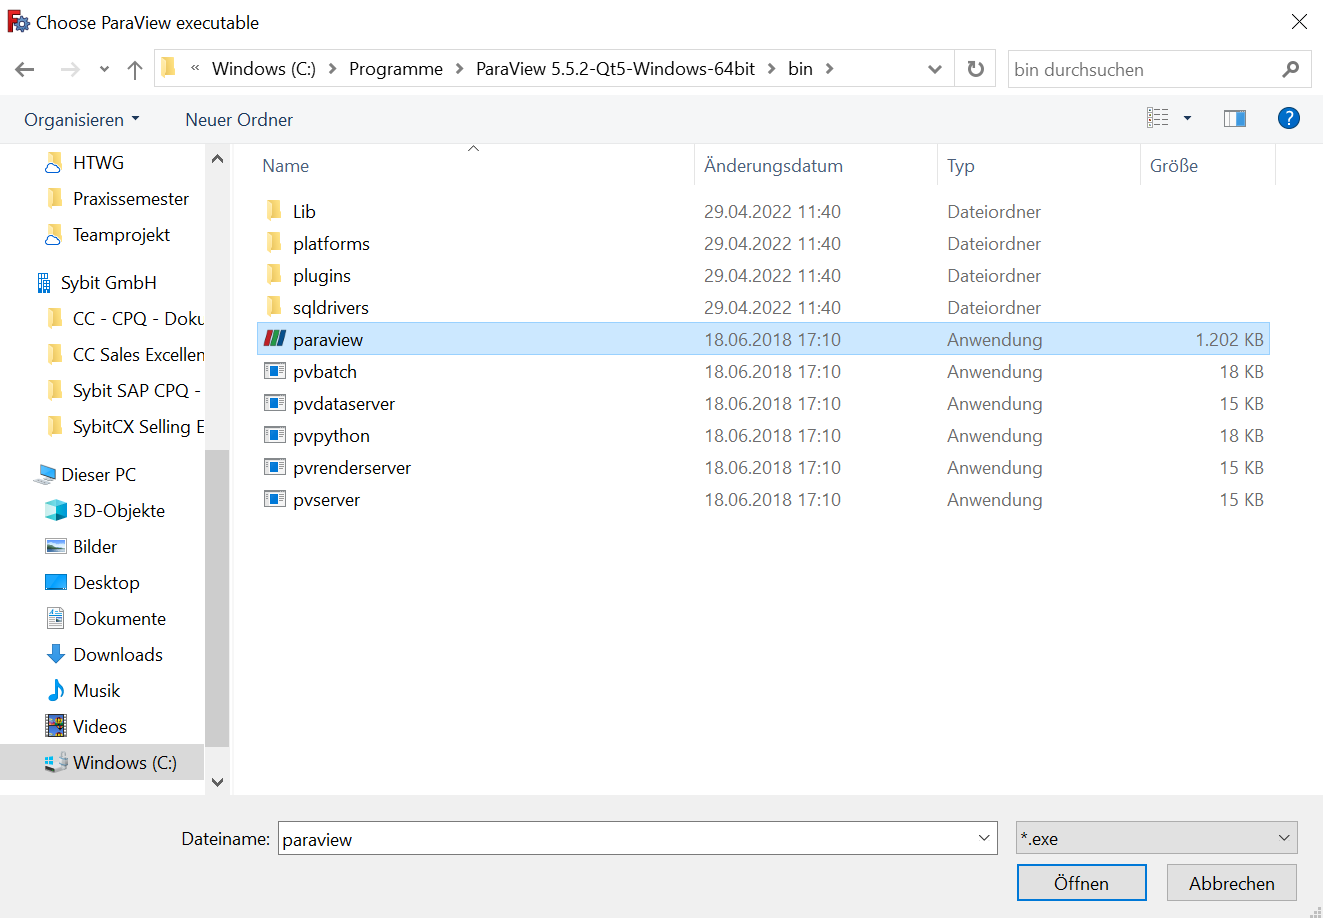 Choose ParaView executable
« Windows (C:) > Programme > ParaView 5.5.2-Qt5-Windows-64bit > bin >
bin durchsuchen
Organisieren
Neuer Ordner
?
HTWG
Praxissemester
Teamprojekt
Sybit GmbH
CC - CPQ - Doku
CC Sales Excellen
Sybit SAP CPQ -
SybitCX Selling E
Dieser PC
3D-Objekte
Bilder
Desktop
Dokumente
Downloads
Musik
Videos
Windows (C:)
Name Änderungsdatum Typ Größe
Lib 29.04.2022 11:40 Dateiordner
platforms 29.04.2022 11:40 Dateiordner
plugins 29.04.2022 11:40 Dateiordner
sqldrivers 29.04.2022 11:40 Dateiordner
paraview 18.06.2018 17:10 Anwendung 1.202 KB
pvbatch 18.06.2018 17:10 Anwendung 18 KB
pvdataserver 18.06.2018 17:10 Anwendung 15 KB
pvpython 18.06.2018 17:10 Anwendung 18 KB
pvrenderserver 18.06.2018 17:10 Anwendung 15 KB
pvserver 18.06.2018 17:10 Anwendung 15 KB
Dateiname: paraview
*.exe
Öffnen
Abbrechen